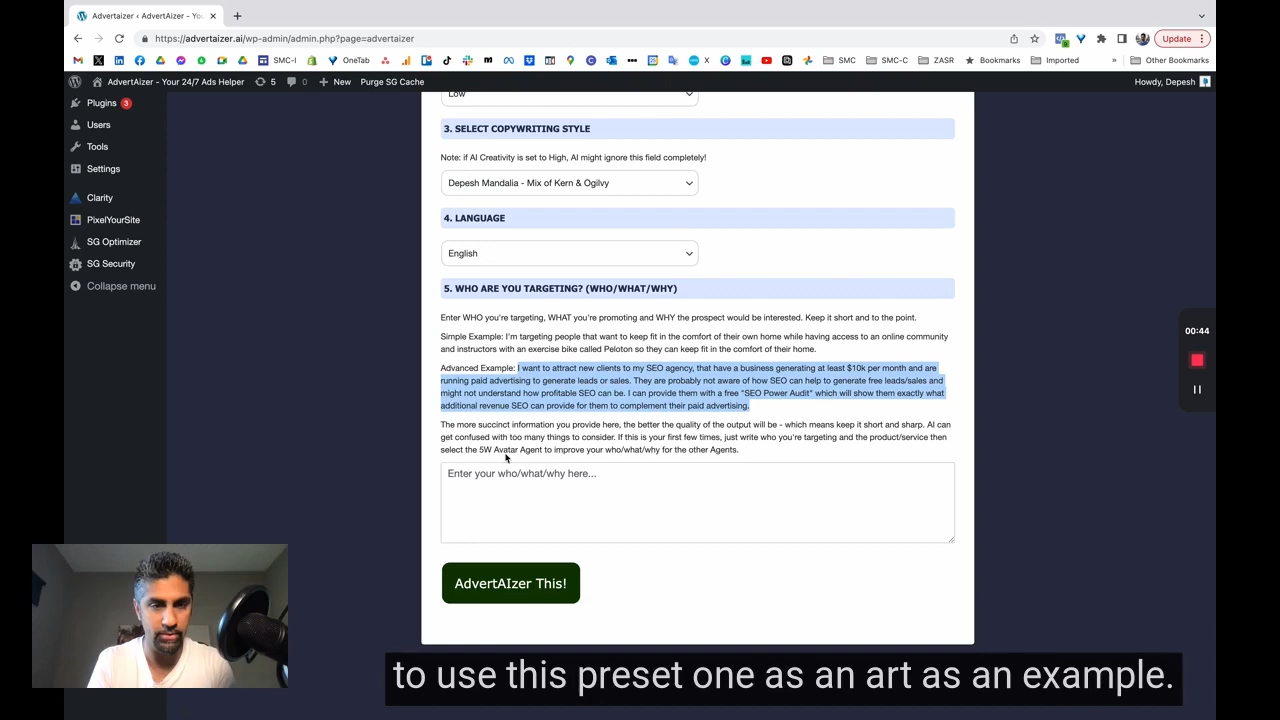 Advertaizer ‹ AdvertAizer - Yo
https://advertaizer.ai/wp-admin/admin.php?page=advertaizer
Update
SMC-I
OneTab
X
SMC
SMC-C
ZASR
Bookmarks
Imported
»
Other Bookmarks
AdvertAizer - Your 24/7 Ads Helper
5
0
New
Purge SG Cache
Howdy, Depesh
Plugins 3
Users
Tools
Settings
Clarity
PixelYourSite
SG Optimizer
SG Security
Collapse menu
Low
3. SELECT COPYWRITING STYLE
Note: if AI Creativity is set to High, AI might ignore this field completely!
Depesh Mandalia - Mix of Kern & Ogilvy
4. LANGUAGE
English
5. WHO ARE YOU TARGETING? (WHO/WHAT/WHY)
Enter WHO you're targeting, WHAT you're promoting and WHY the prospect would be interested. Keep it short and to the point.
Simple Example: I'm targeting people that want to keep fit in the comfort of their own home while having access to an online community
and instructors with an exercise bike called Peloton so they can keep fit in the comfort of their home.
Advanced Example: I want to attract new clients to my SEO agency, that have a business generating at least $10k per month and are
running paid advertising to generate leads or sales. They are probably not aware of how SEO can help to generate free leads/sales and
might not understand how profitable SEO can be. I can provide them with a free "SEO Power Audit" which will show them exactly what
additional revenue SEO can provide for them to complement their paid advertising.
The more succinct information you provide here, the better the quality of the output will be - which means keep it short and sharp. AI can
get confused with too many things to consider. If this is your first few times, just write who you're targeting and the product/service then
select the 5W Avatar Agent to improve your who/what/why for the other Agents.
Enter your who/what/why here...
AdvertAIzer This!
00:44
to use this preset one as an art as an example.